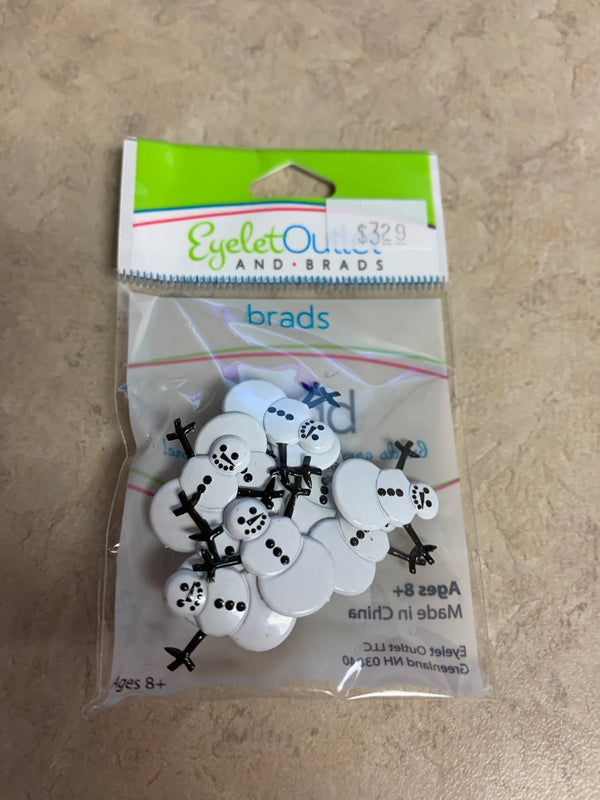 EyeletOutlet
$3.29
AND • BRADS
brads
Ages 8+
Made in China
Eyelet Outlet LLC
Greenland NH 03840
Ages 8+